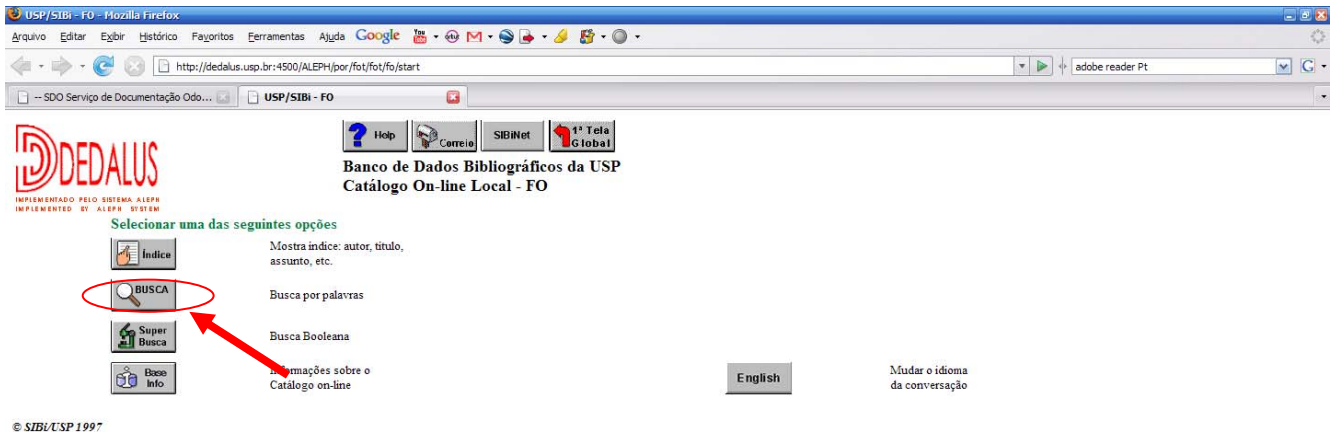 USP/SIBi - FO - Mozilla Firefox
Arquivo Editar Exibir Histórico Favoritos Ferramentas Ajuda Google
http://dedalus.usp.br:4500/ALEPH/por/fot/fot/fo/start
adobe reader Pt
-- SDO Serviço de Documentação Odo...
USP/SIBi - FO
Help
Correio
SIBiNet
1ª Tela
Global
DEDALUS
IMPLEMENTADO PELO SISTEMA ALEPH
IMPLEMENTED BY ALEPH SYSTEM
Banco de Dados Bibliográficos da USP
Catálogo On-line Local - FO
Selecionar uma das seguintes opções
Índice
Mostra indice: autor, titulo,
assunto, etc.
BUSCA
Busca por palavras
Super
Busca
Busca Booleana
Base
Info
Informações sobre o
Catálogo on-line
English
Mudar o idioma
da conversação
© SIBi/USP 1997